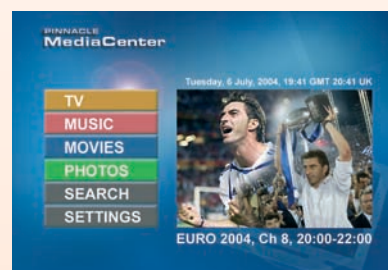 PINNACLE
MediaCenter
Tuesday, 6 July, 2004, 19:41 GMT 20:41 UK
TV
MUSIC
MOVIES
PHOTOS
SEARCH
SETTINGS
EURO 2004, Ch 8, 20:00-22:00